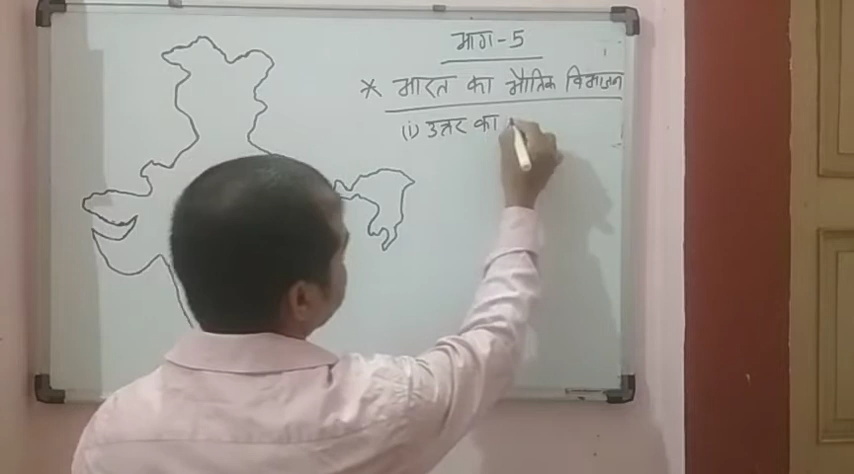 भाग-5
* भारत का भौतिक विभाजन
(i) उत्तर का